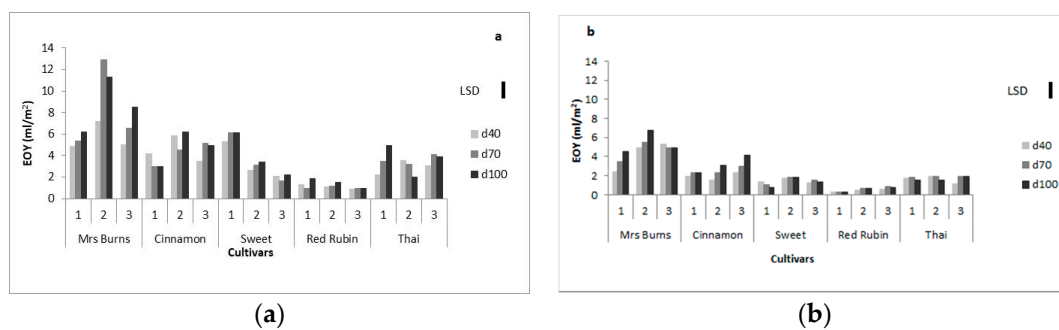 a
14
12
10
8
6
4
2
0
EOY (ml/m²)
LSD
d40
d70
d100
1 2 3 1 2 3 1 2 3 1 2 3 1 2 3
Mrs Burns Cinnamon Sweet Red Rubin Thai
Cultivars
(a)
b
14
12
10
8
6
4
2
0
EOY (ml/m²)
LSD
d40
d70
d100
1 2 3 1 2 3 1 2 3 1 2 3 1 2 3
Mrs Burns Cinnamon Sweet Red Rubin Thai
Cultivars
(b)